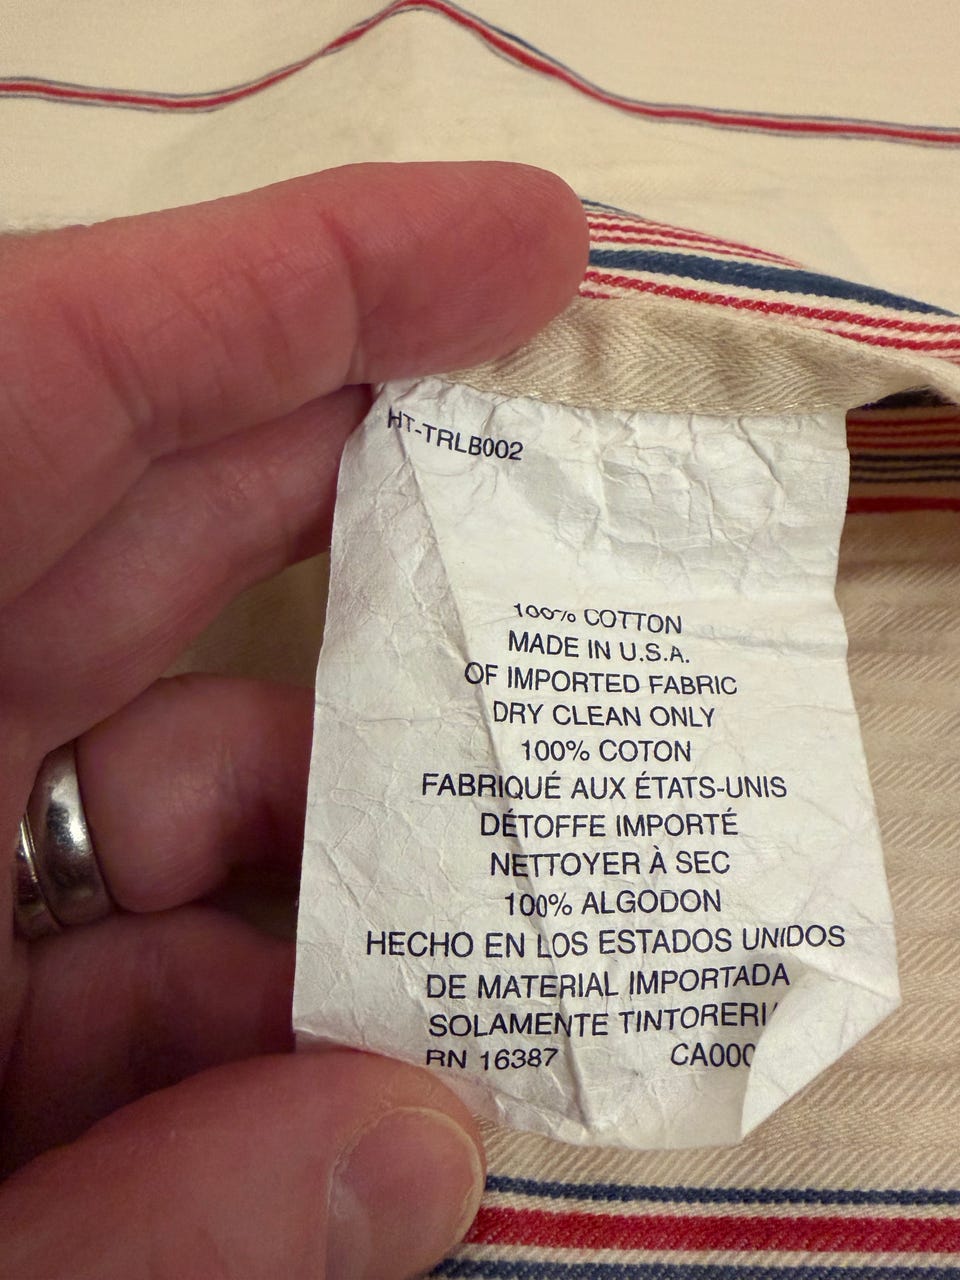 HT-TRLB002
100% COTTON
MADE IN U.S.A.
OF IMPORTED FABRIC
DRY CLEAN ONLY
100% COTON
FABRIQUÉ AUX ÉTATS-UNIS
DÉTOFFE IMPORTÉ
NETTOYER À SEC
100% ALGODON
HECHO EN LOS ESTADOS UNIDOS
DE MATERIAL IMPORTADA
SOLAMENTE
RN 16387